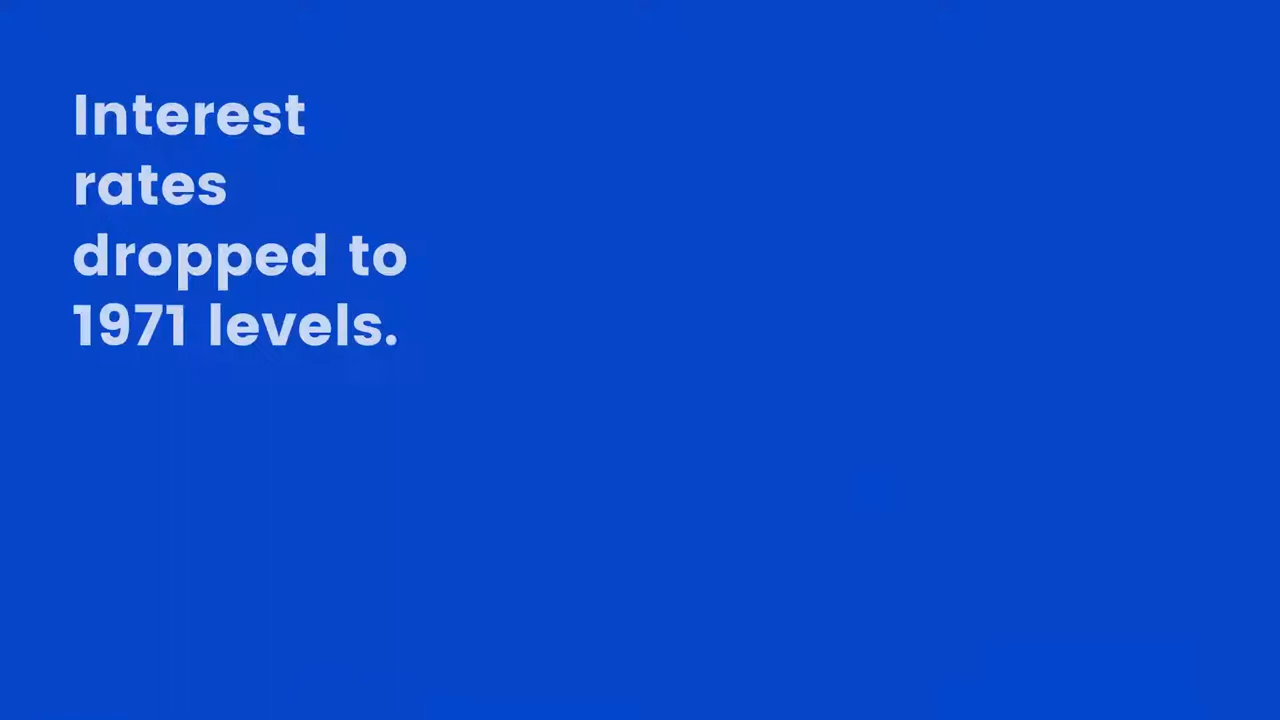 Interest
rates
dropped to
1971 levels.